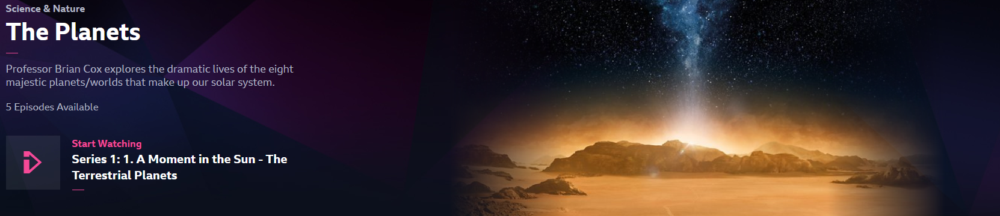 Science & Nature
The Planets
Professor Brian Cox explores the dramatic lives of the eight
majestic planets/worlds that make up our solar system.
5 Episodes Available
Start Watching
Series 1: 1. A Moment in the Sun - The
Terrestrial Planets